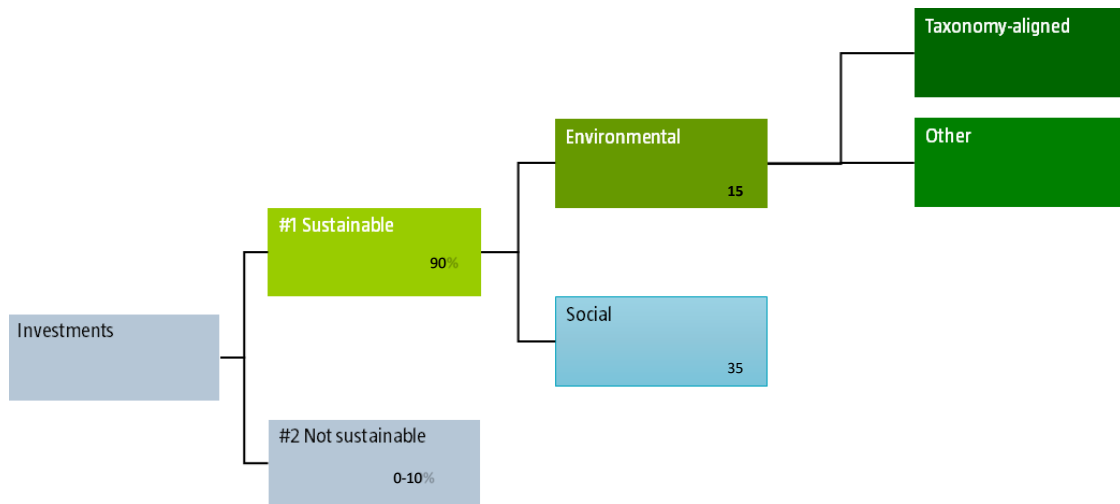 Taxonomy-aligned
Environmental
15
Other
#1 Sustainable
90%
Social
35
Investments
#2 Not sustainable
0-10%